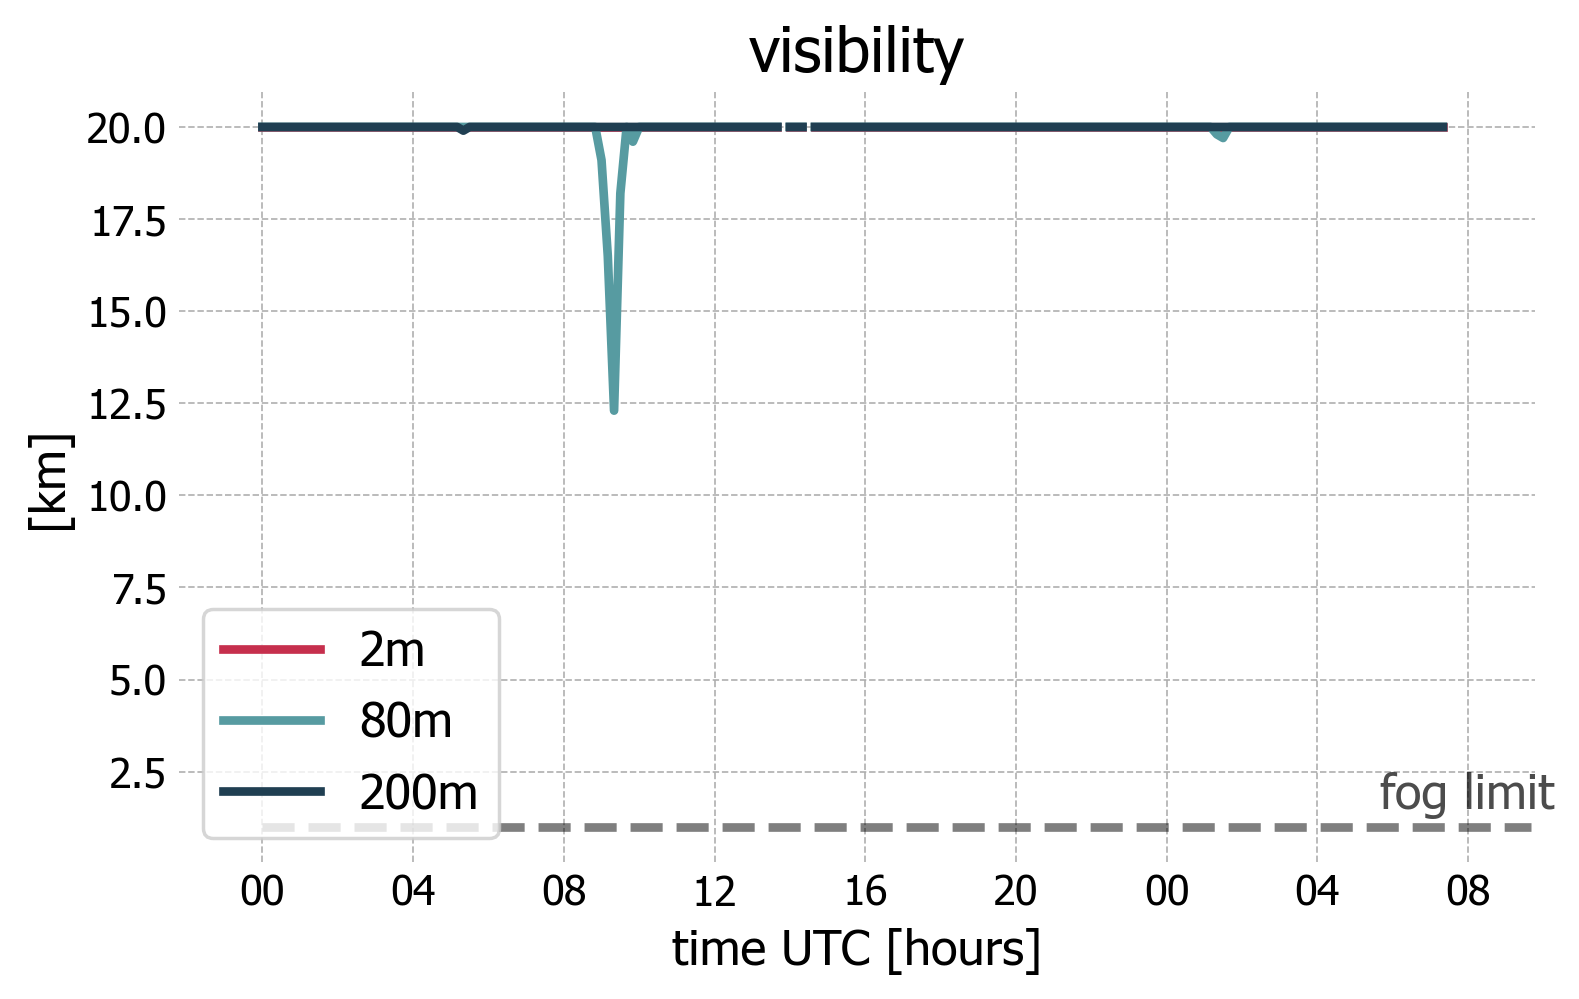 visibility
20.0
17.5
15.0
12.5
10.0
7.5
5.0
2.5
[km]
2m
80m
200m
fog limit
00 04 08 12 16 20 00 04 08
time UTC [hours]